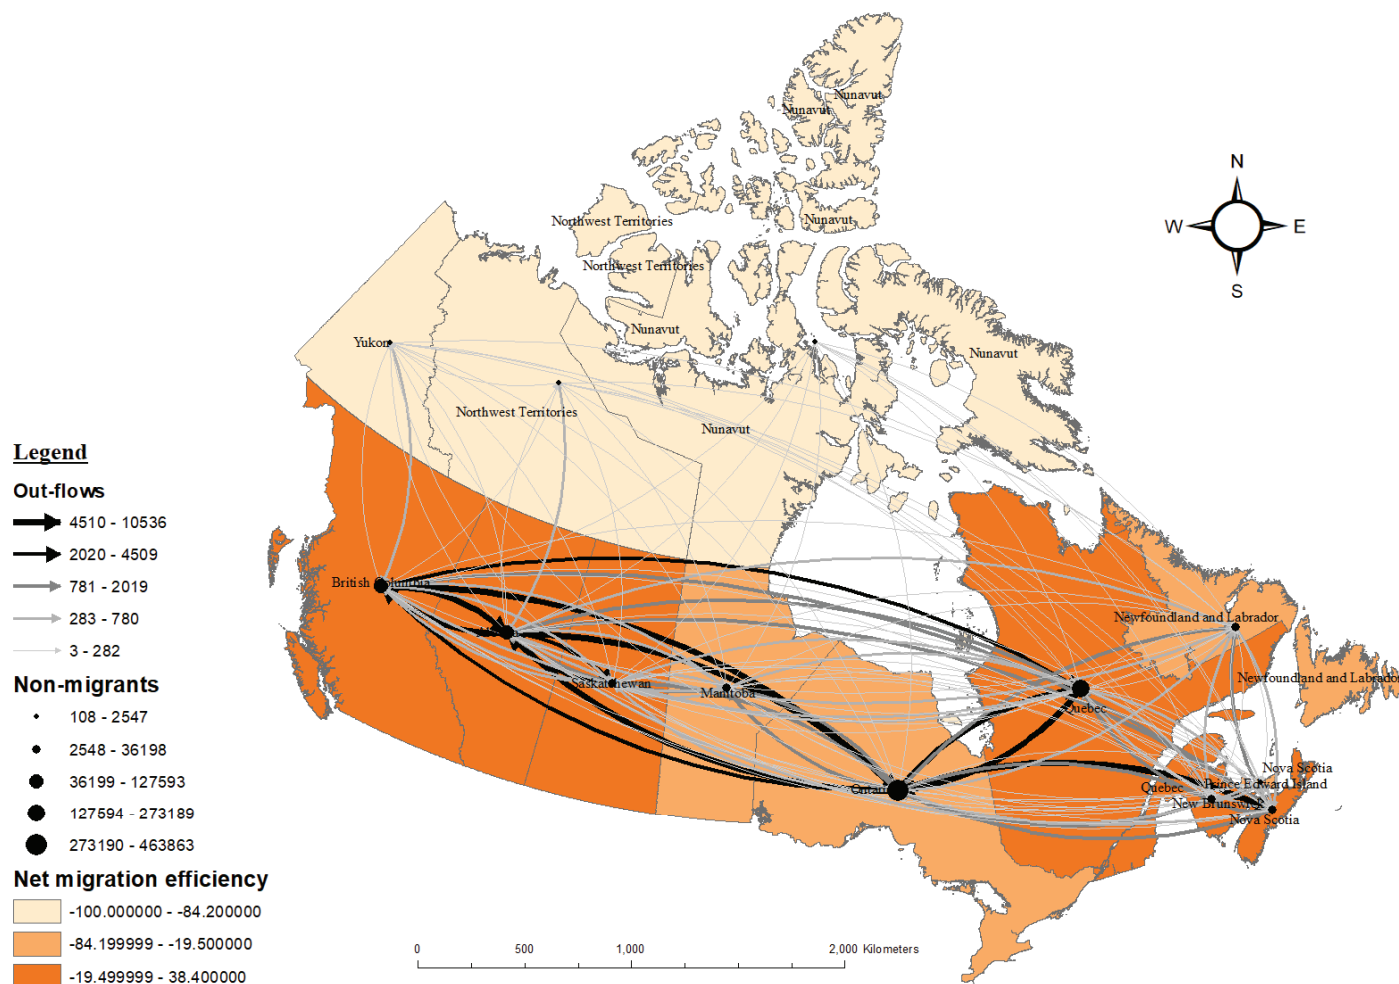 Nunavut
Nunavut
N
Northwest Territories
Nunavut
W
E
Northwest Territories
S
Nunavut
Yukon
Nunavut
Northwest Territories
Nunavut
Legend
Out-flows
4510 - 10536
2020 - 4509
781 - 2019
283 - 780
3 - 282
British Columbia
Newfoundland and Labrador
Saskatchewan
Manitoba
Newfoundland and Labrador
Non-migrants
108 - 2547
2548 - 36198
36199 - 127593
127594 - 273189
273190 - 463863
Quebec
Nova Scotia
Quebec
Prince Edward Island
Ontario
New Brunswick
Nova Scotia
Net migration efficiency
-100.000000 - -84.200000
-84.199999 - -19.500000
-19.499999 - 38.400000
0 500 1,000 2,000 Kilometers